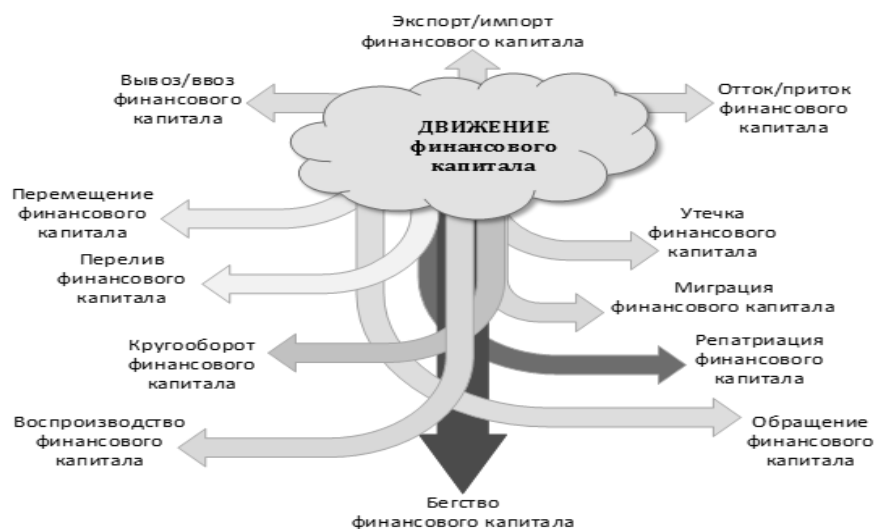 Экспорт/импорт
финансового капитала
Вывоз/ввоз
финансового
капитала
Отток/приток
финансового
капитала
ДВИЖЕНИЕ
финансового
капитала
Перемещение
финансового
капитала
Утечка
финансового
капитала
Перелив
финансового
капитала
Миграция
финансового капитала
Кругооборот
финансового
капитала
Репатриация
финансового
капитала
Воспроизводство
финансового
капитала
Обращение
финансового
капитала
Бегство
финансового капитала